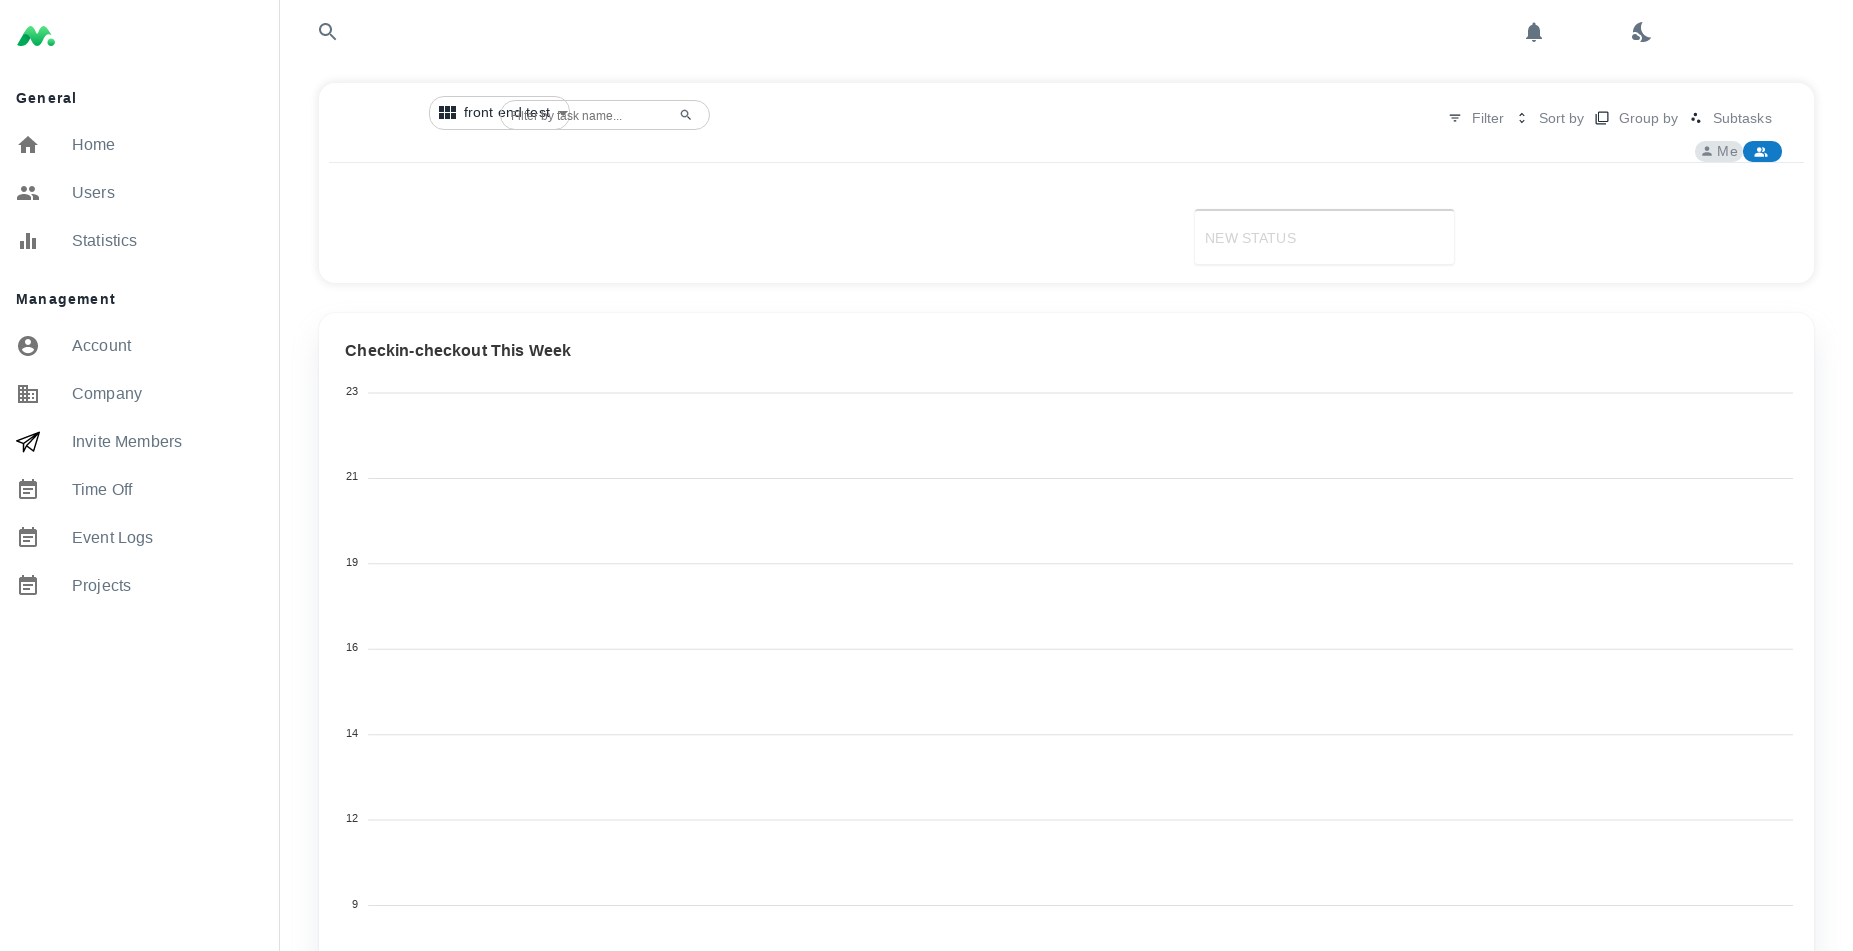 General
Home
Users
Statistics
Management
Account
Company
Invite Members
Time Off
Event Logs
Projects
front end test
Filter by task name...
Filter
Sort by
Group by
Subtasks
Me
NEW STATUS
Checkin-checkout This Week
23
21
19
16
14
12
9